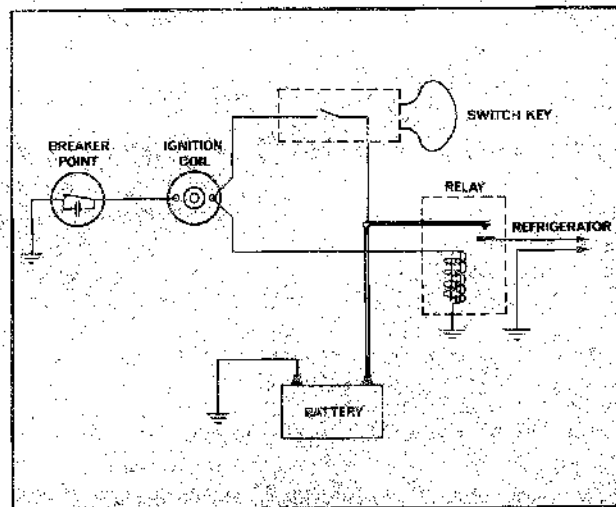 SWITCH KEY
BREAKER
POINT
IGNITION
COIL
RELAY
REFRIGERATOR
BATTERY